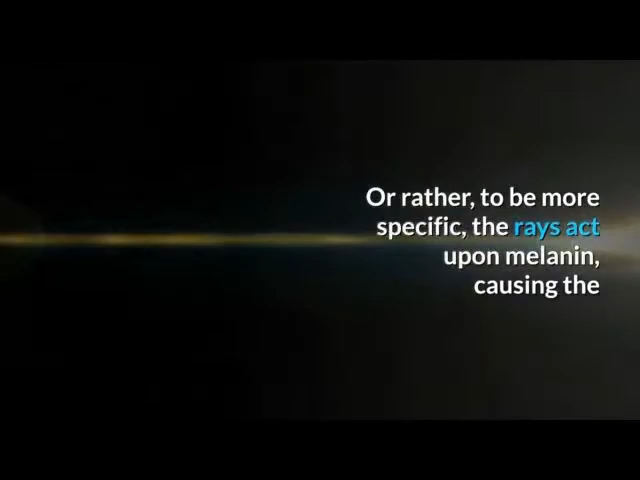 Or rather, to be more
specific, the rays act
upon melanin,
causing the